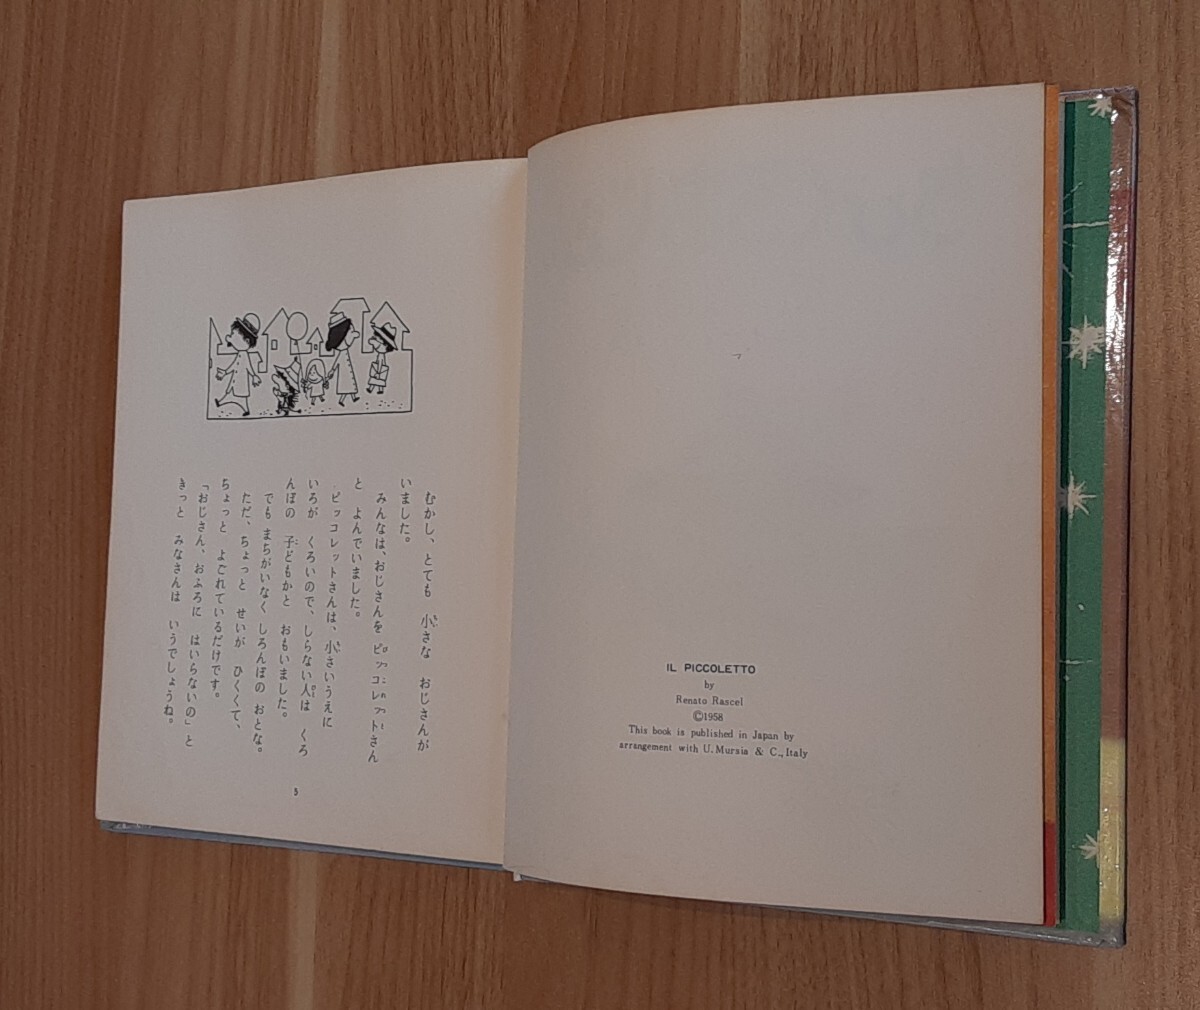 IL PICCOLETTO
by
Renato Rascel
©1958
This book is published in Japan by
arrangement with U. Mursia & C., Italy
むかし、とても 小さな おじさんが
いました。
みんなは、おじさんを ピッコレットさん
と よんでいました。
ピッコレットさんは、小さいうえに
いろが くろいので、しらない人は くろ
んぼの 子どもかと おもいました。
でも まちがいなく しろんぼの おとな。
ただ、ちょっと せいが ひくくて、
ちょっと よごれているだけです。
「おじさん、おふろに はいらないの」と
きっと みなさんは いうでしょうね。
5